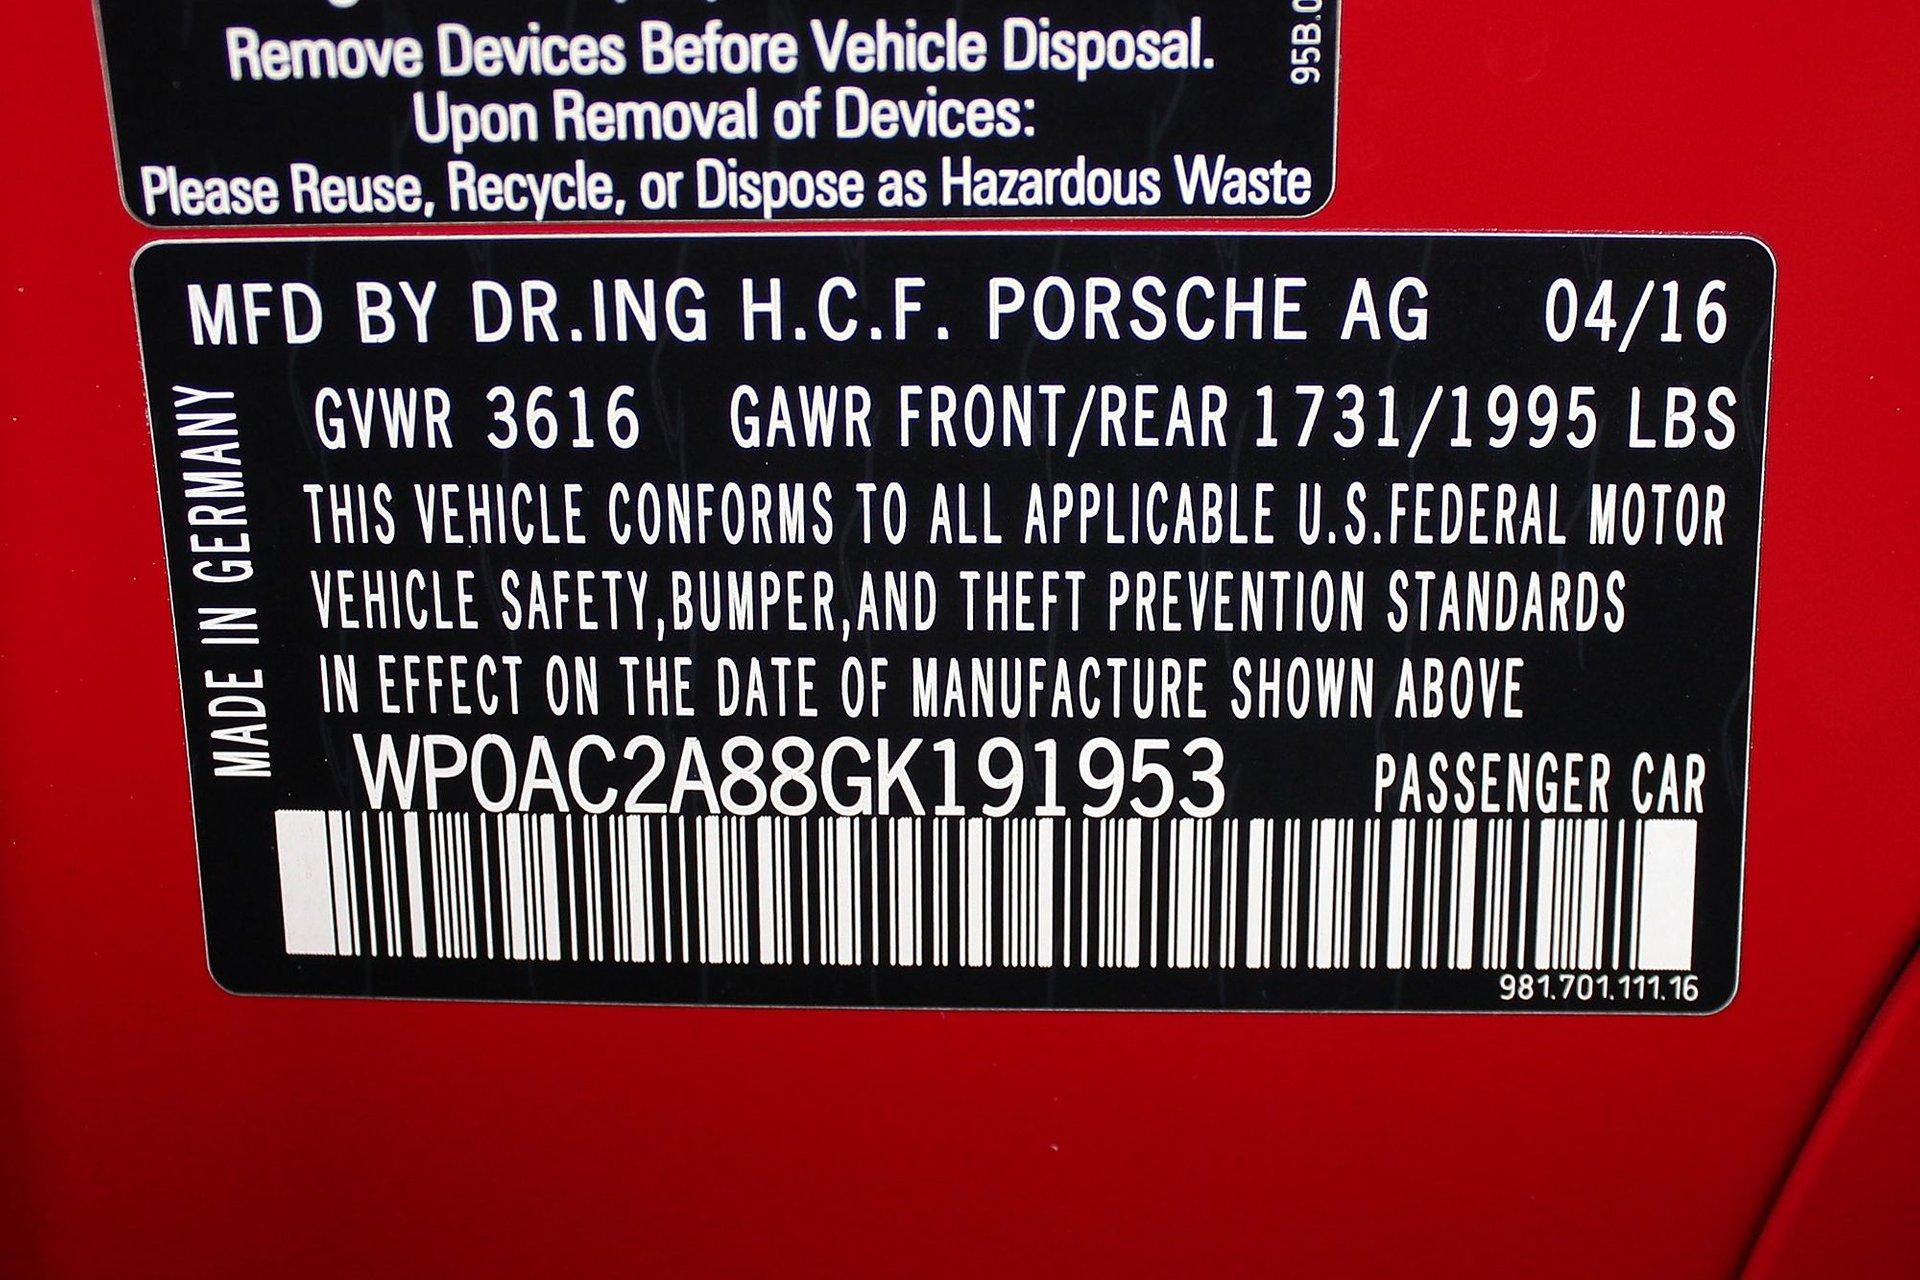 Remove Devices Before Vehicle Disposal.
Upon Removal of Devices:
Please Reuse, Recycle, or Dispose as Hazardous Waste
95B.0
MFD BY DR.ING H.C.F. PORSCHE AG 04/16
GVWR 3616 GAWR FRONT/REAR 1731/1995 LBS
THIS VEHICLE CONFORMS TO ALL APPLICABLE U.S.FEDERAL MOTOR
VEHICLE SAFETY,BUMPER,AND THEFT PREVENTION STANDARDS
IN EFFECT ON THE DATE OF MANUFACTURE SHOWN ABOVE
MADE IN GERMANY
WP0AC2A88GK191953 PASSENGER CAR
981.701.111.16